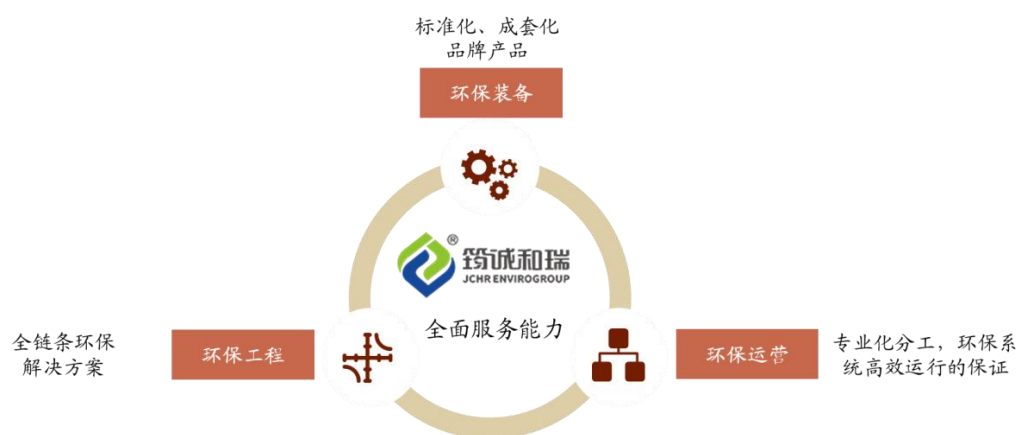 标准化、成套化
品牌产品
环保装备
®
筠诚和瑞
JCHR ENVIROGROUP
全面服务能力
全链条环保
解决方案
环保工程
环保运营
专业化分工，环保系
统高效运行的保证